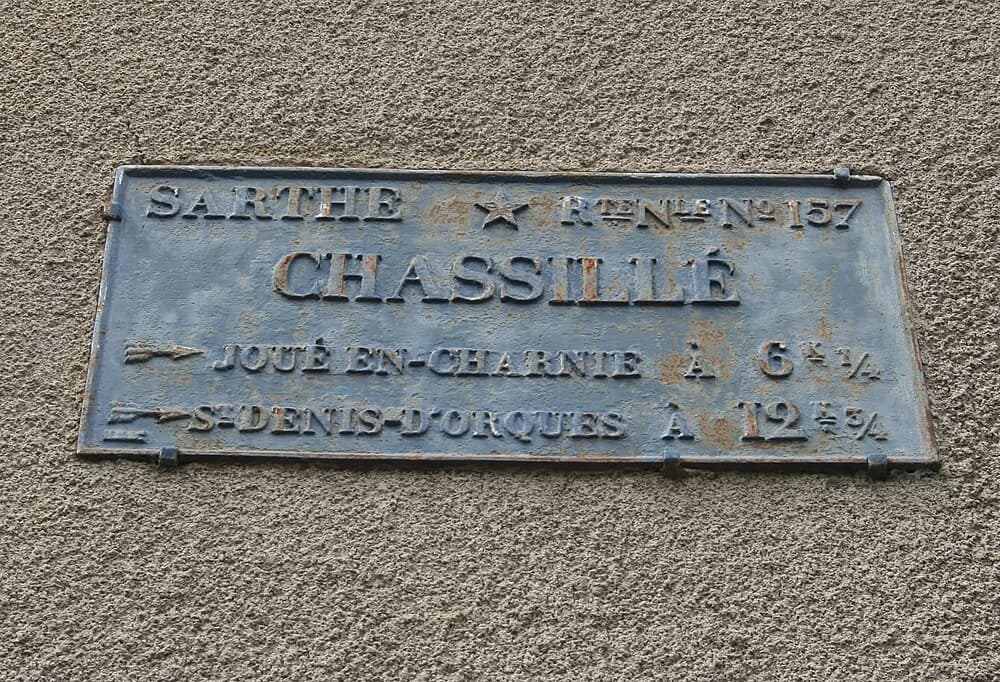 SARTHE ★ RTE NLE No 157
CHASSILLÉ
JOUÉ EN-CHARNIE À 6 K 1/4
ST-DENIS-D'ORQUES À 12 K 3/4